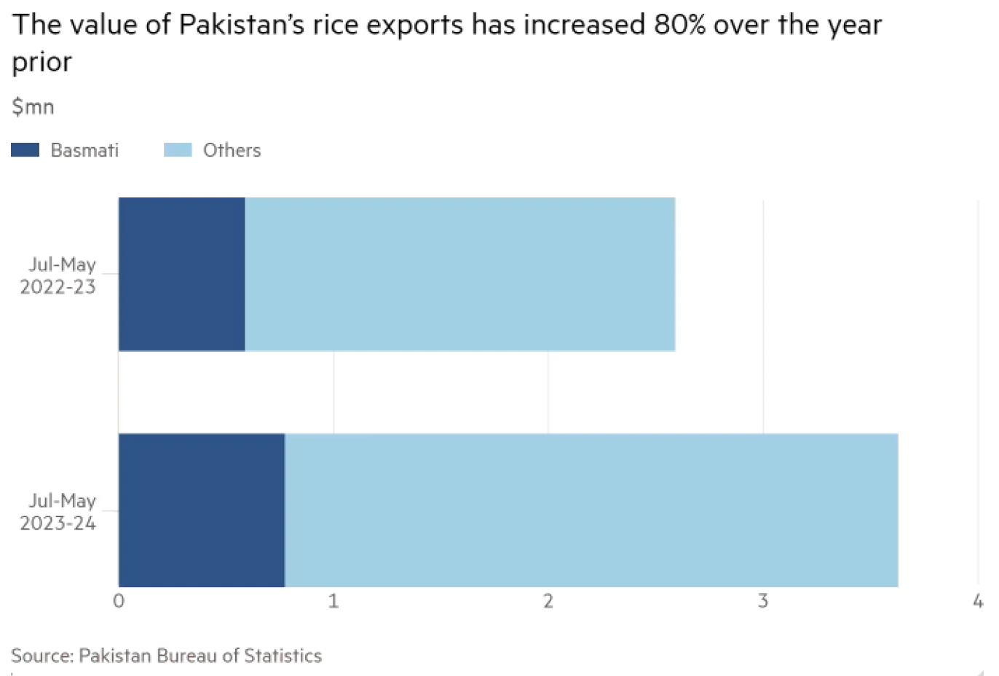 The value of Pakistan’s rice exports has increased 80% over the year
prior
$mn
Basmati Others
Jul-May
2022-23
Jul-May
2023-24
0 1 2 3 4
Source: Pakistan Bureau of Statistics